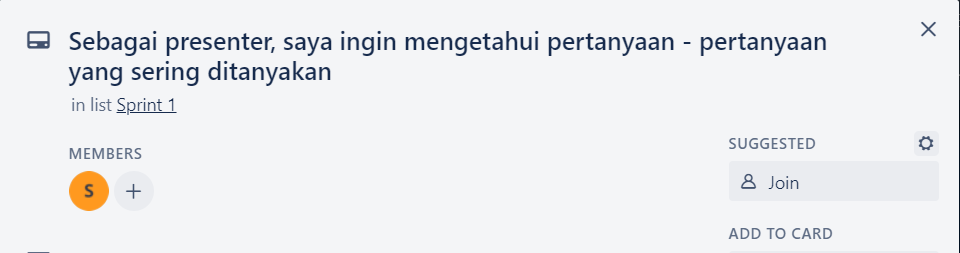 Sebagai presenter, saya ingin mengetahui pertanyaan - pertanyaan
yang sering ditanyakan
in list Sprint 1
MEMBERS
S
SUGGESTED
Join
ADD TO CARD